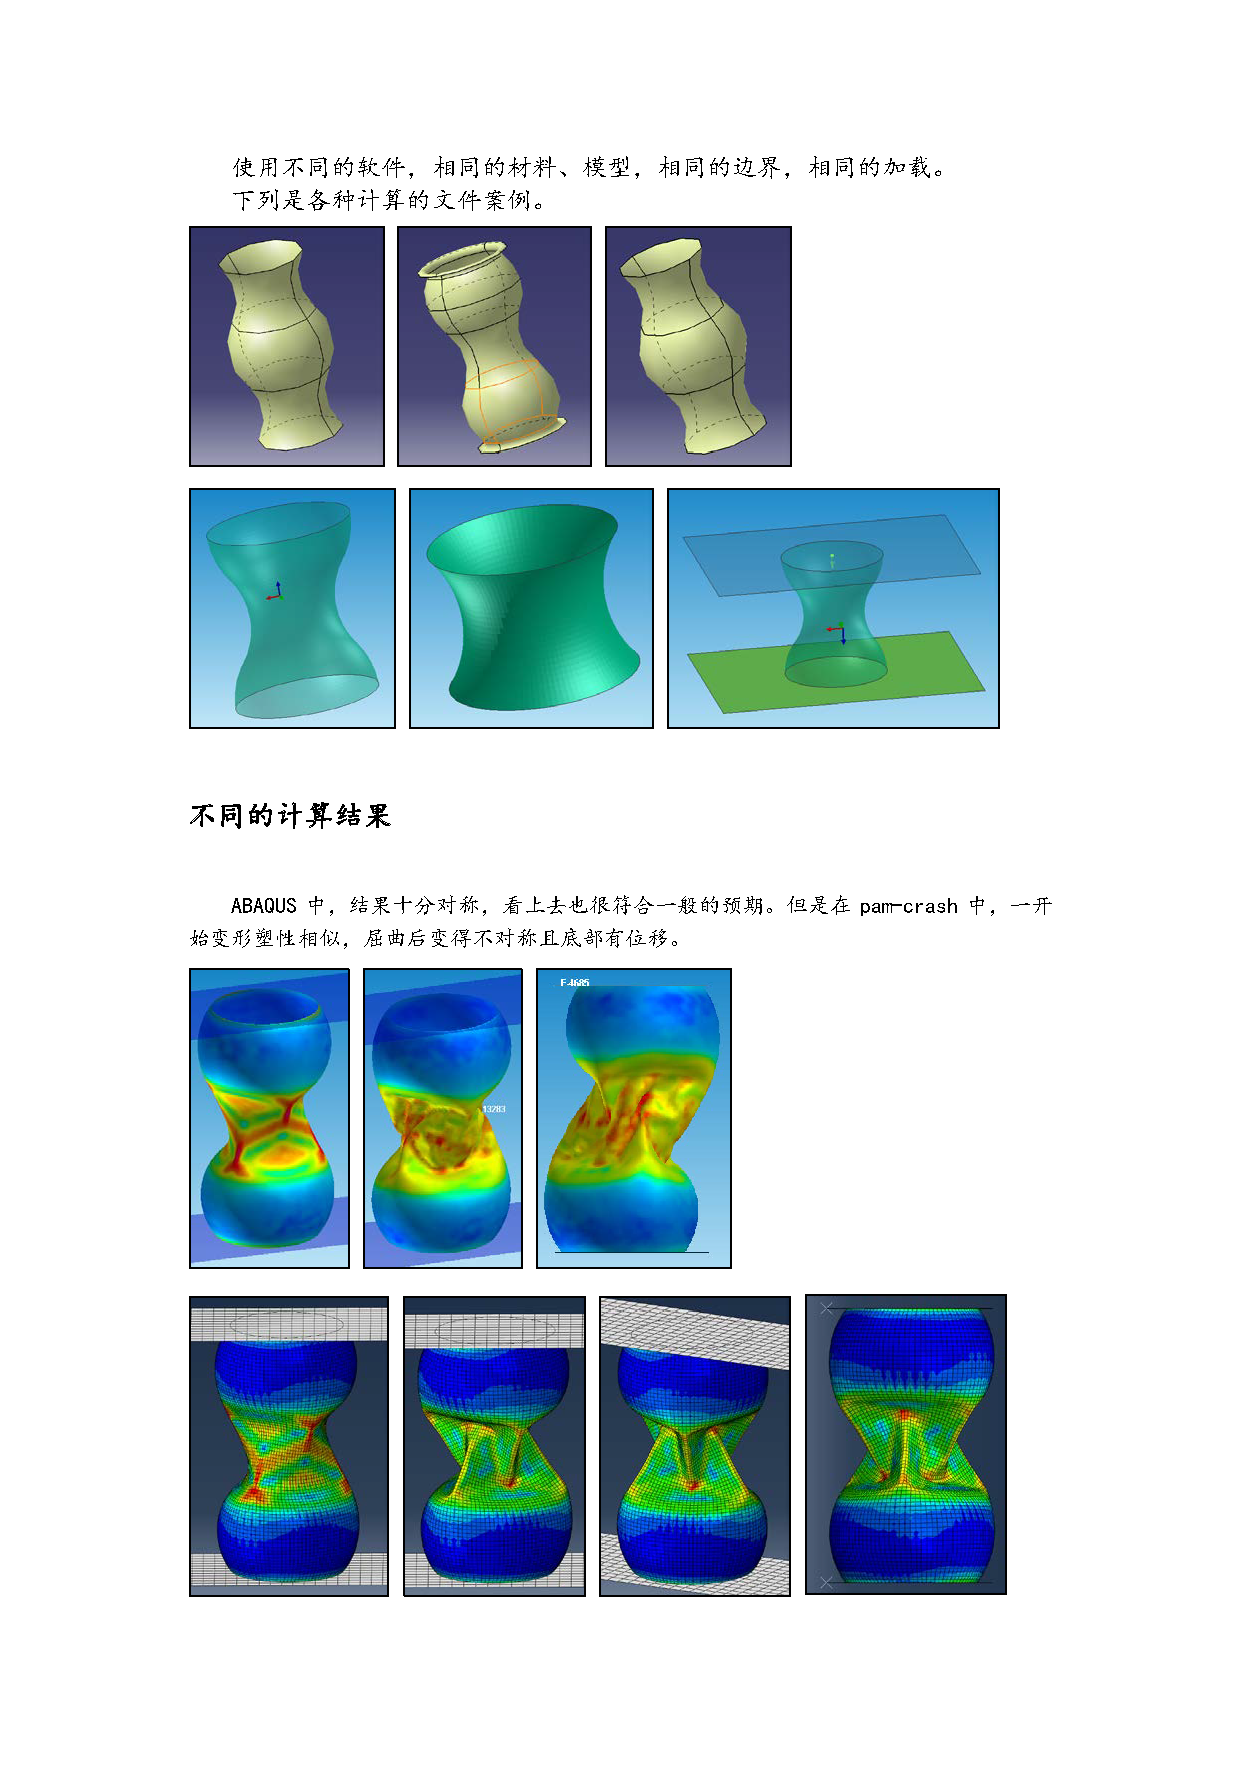 使用不同的软件，相同的材料、模型，相同的边界，相同的加载。
下列是各种计算的文件案例。
不同的计算结果
ABAQUS 中，结果十分对称，看上去也很符合一般的预期。但是在 pam-crash 中，一开
始变形塑性相似，屈曲后变得不对称且底部有位移。
E-4685
13283